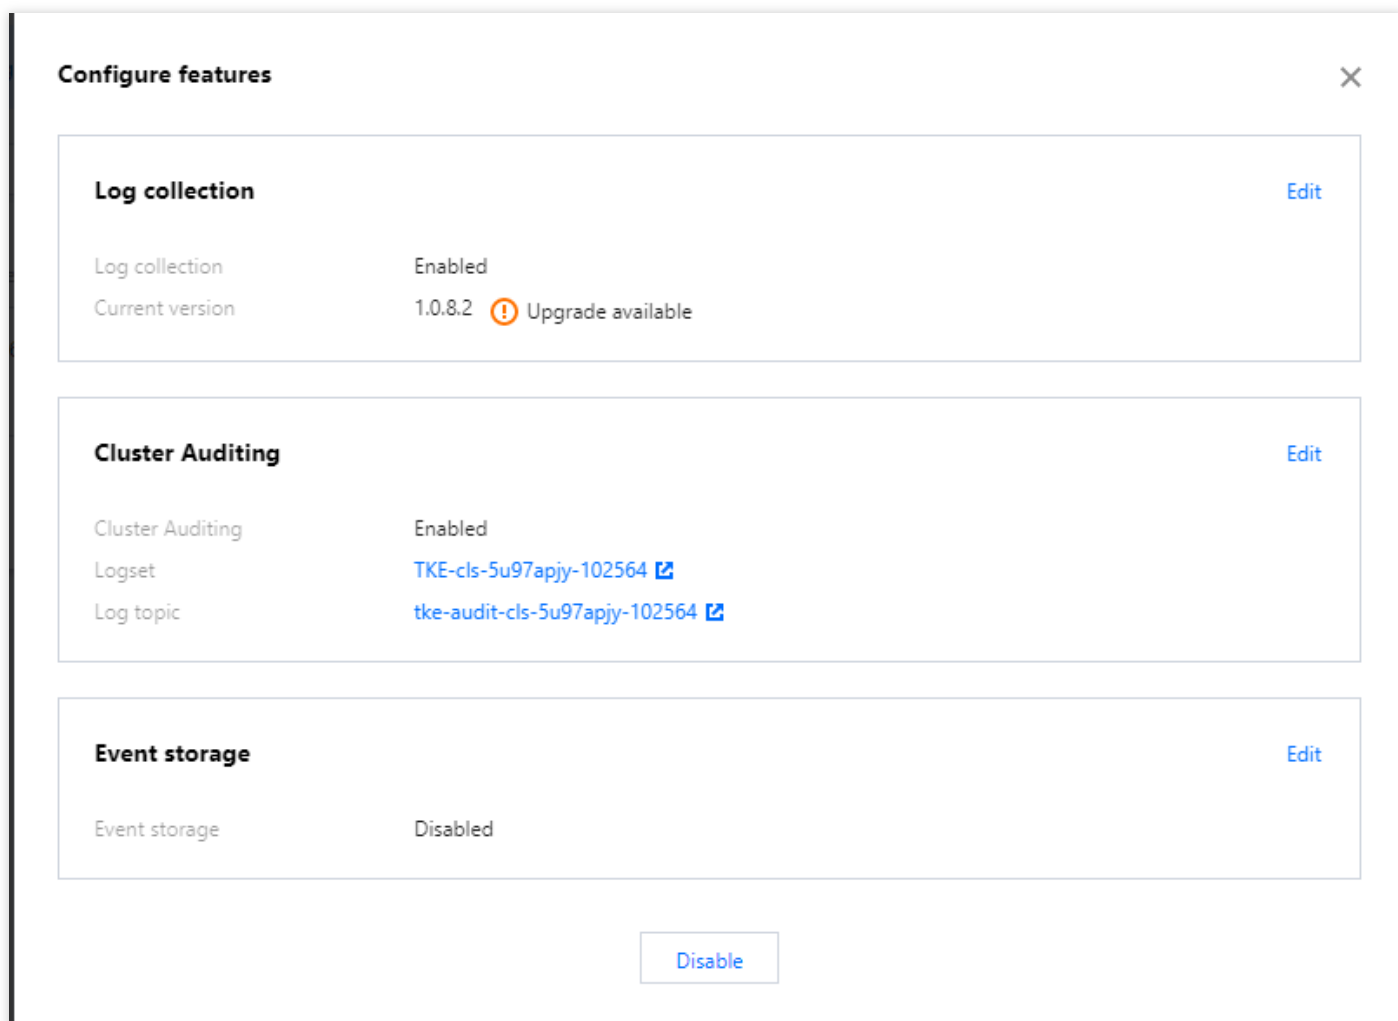 Configure features
Log collection Edit
Log collection Enabled
Current version 1.0.8.2 Upgrade available
Cluster Auditing Edit
Cluster Auditing Enabled
Logset TKE-cls-5u97apjy-102564
Log topic tke-audit-cls-5u97apjy-102564
Event storage Edit
Event storage Disabled
Disable